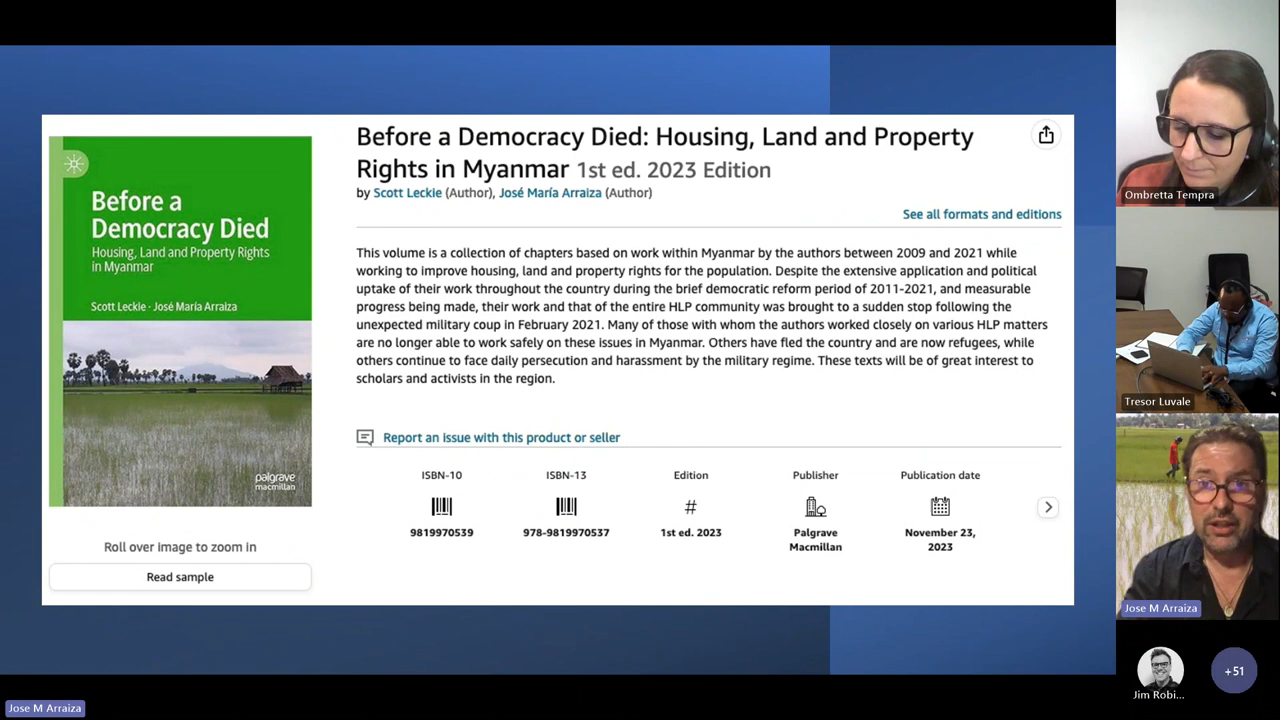 Before a
Democracy Died
Housing, Land and Property Rights
in Myanmar
Scott Leckie · José María Arraiza
palgrave
macmillan
Roll over image to zoom in
Read sample
Before a Democracy Died: Housing, Land and Property
Rights in Myanmar 1st ed. 2023 Edition
by Scott Leckie (Author), José María Arraiza (Author)
See all formats and editions
This volume is a collection of chapters based on work within Myanmar by the authors between 2009 and 2021 while
working to improve housing, land and property rights for the population. Despite the extensive application and political
uptake of their work throughout the country during the brief democratic reform period of 2011-2021, and measurable
progress being made, their work and that of the entire HLP community was brought to a sudden stop following the
unexpected military coup in February 2021. Many of those with whom the authors worked closely on various HLP matters
are no longer able to work safely on these issues in Myanmar. Others have fled the country and are now refugees, while
others continue to face daily persecution and harassment by the military regime. These texts will be of great interest to
scholars and activists in the region.
Report an issue with this product or seller
ISBN-10
9819970539
ISBN-13
978-9819970537
Edition
#
1st ed. 2023
Publisher
Palgrave
Macmillan
Publication date
November 23,
2023
Ombretta Tempra
Tresor Luvale
Jose M Arraiza
Jim Robi...
+51
Jose M Arraiza